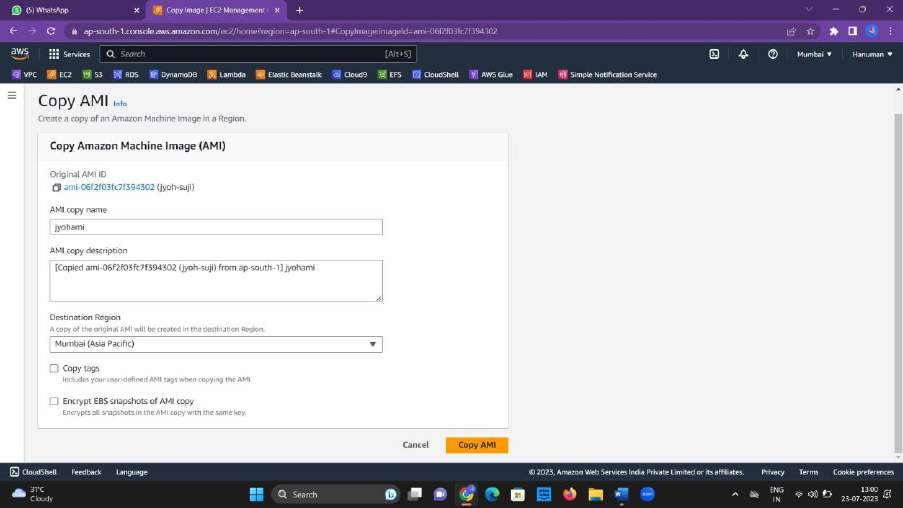 (5) WhatsApp
Copy image | EC2 Management
ap-south-1.console.aws.amazon.com/ec2/home?region=ap-south-1#CopyImage:imageId=ami-06f2f03fc7f394302
aws
Services
Search
[Alt+S]
Mumbai
Hanuman
VPC EC2 S3 RDS DynamoDB Lambda Elastic Beanstalk Cloud9 EFS CloudShell AWS Glue IAM Simple Notification Service
Copy AMI Info
Create a copy of an Amazon Machine Image in a Region.
Copy Amazon Machine Image (AMI)
Original AMI ID
ami-06f2f03fc7f394302 (jyoh-suji)
AMI copy name
jyohami
AMI copy description
[Copied ami-06f2f03fc7f394302 (jyoh-suji) from ap-south-1] jyohami
Destination Region
A copy of the original AMI will be created in the destination Region.
Mumbai (Asia Pacific)
Copy tags
Includes your user-defined AMI tags when copying the AMI.
Encrypt EBS snapshots of AMI copy
Encrypts all snapshots in the AMI copy with the same key.
Cancel
Copy AMI
CloudShell Feedback Language
© 2023, Amazon Web Services India Private Limited or its affiliates. Privacy Terms Cookie preferences
31°C
Cloudy
Search
ENG
IN
13:00
23-07-2023